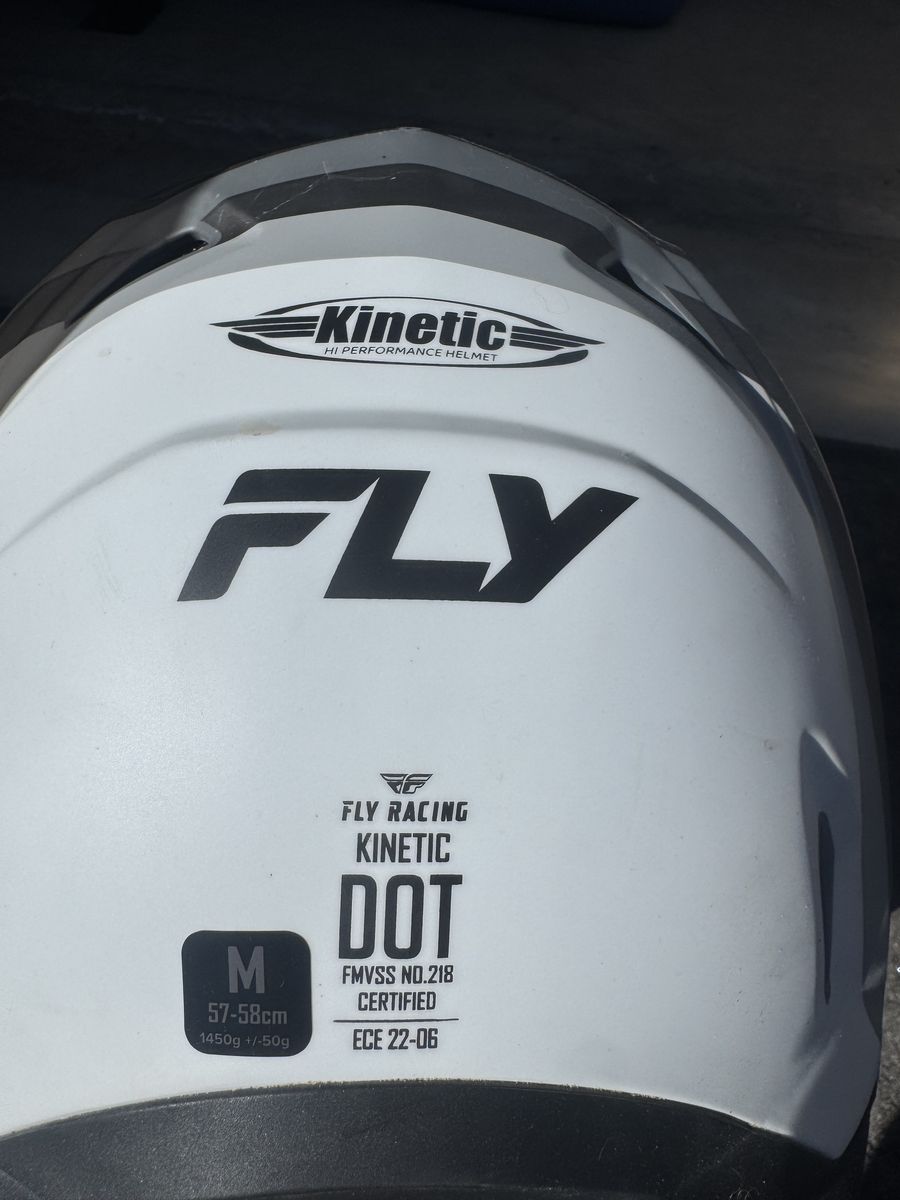 Kinetic
HI PERFORMANCE HELMET
FLY
FLY RACING
KINETIC
DOT
FMVSS NO.218
CERTIFIED
ECE 22-06
M
57-58cm
1450g +/-50g